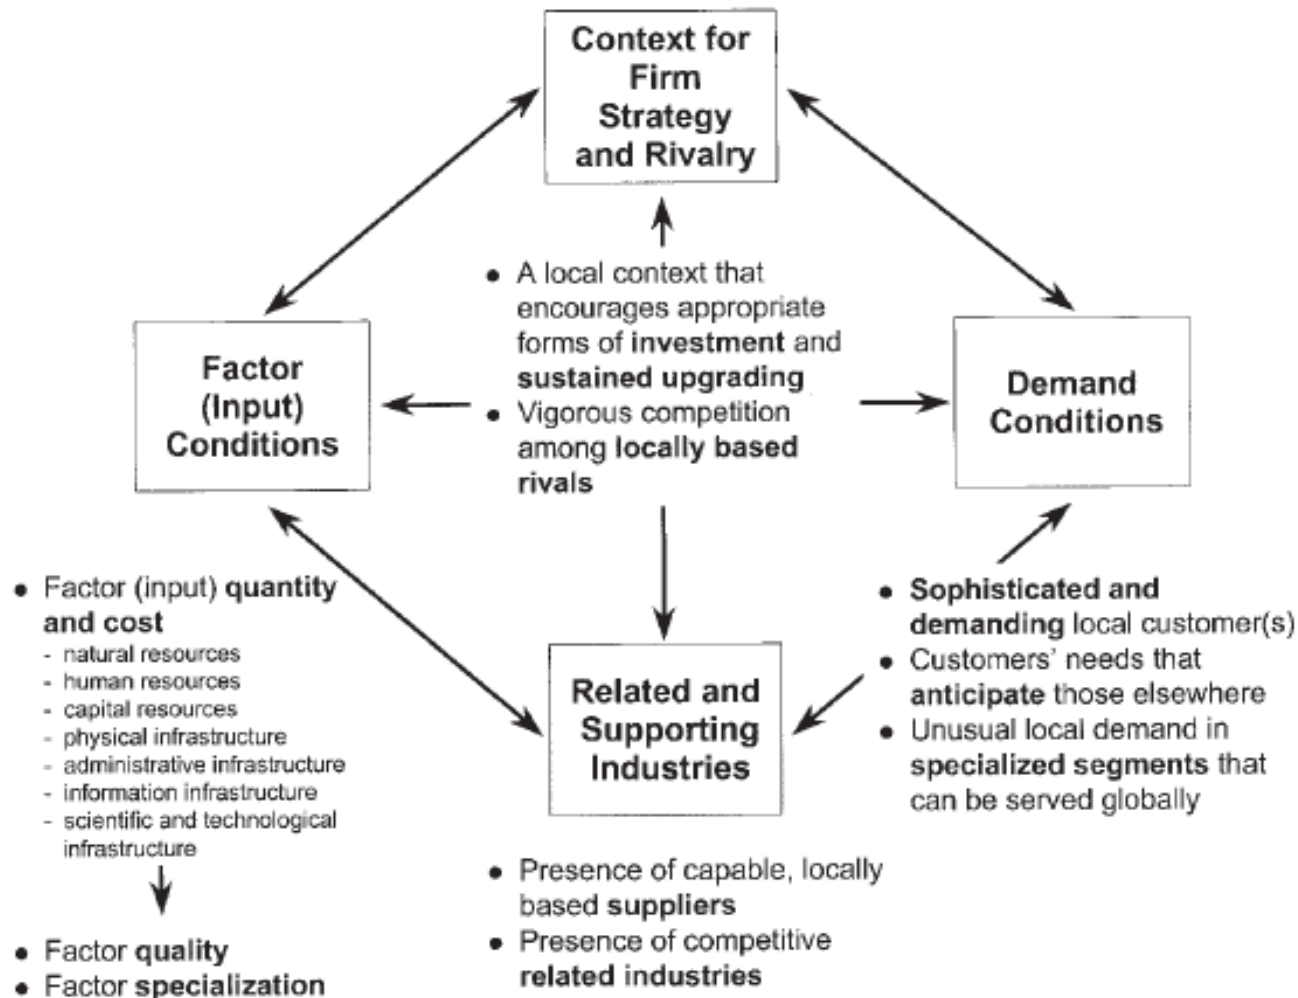 Context for
Firm
Strategy
and Rivalry
● A local context that
encourages appropriate
forms of investment and
sustained upgrading
● Vigorous competition
among locally based
rivals
Factor
(Input)
Conditions
Demand
Conditions
● Factor (input) quantity
and cost
- natural resources
- human resources
- capital resources
- physical infrastructure
- administrative infrastructure
- information infrastructure
- scientific and technological
infrastructure
● Factor quality
● Factor specialization
Related and
Supporting
Industries
● Presence of capable, locally
based suppliers
● Presence of competitive
related industries
● Sophisticated and
demanding local customer(s)
● Customers' needs that
anticipate those elsewhere
● Unusual local demand in
specialized segments that
can be served globally